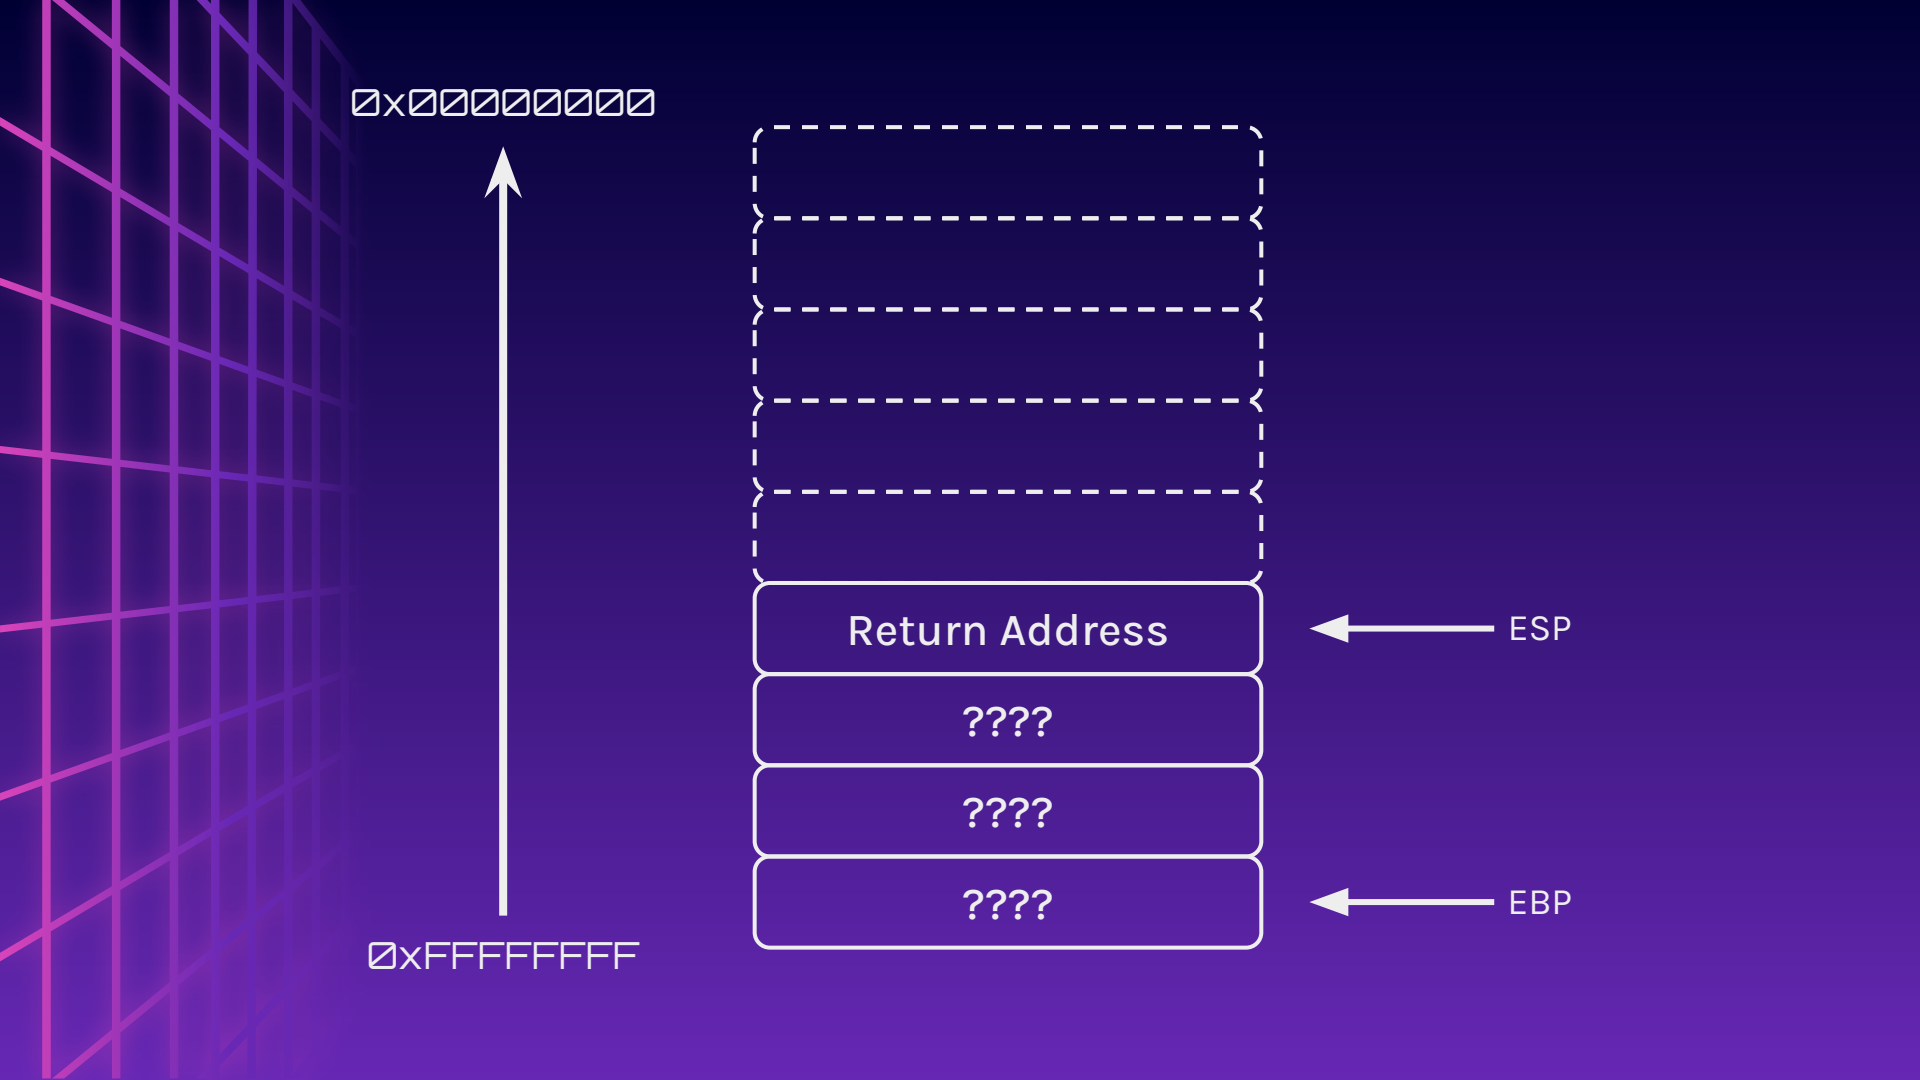 0x00000000
Return Address
ESP
????
????
????
EBP
0xFFFFFFFF